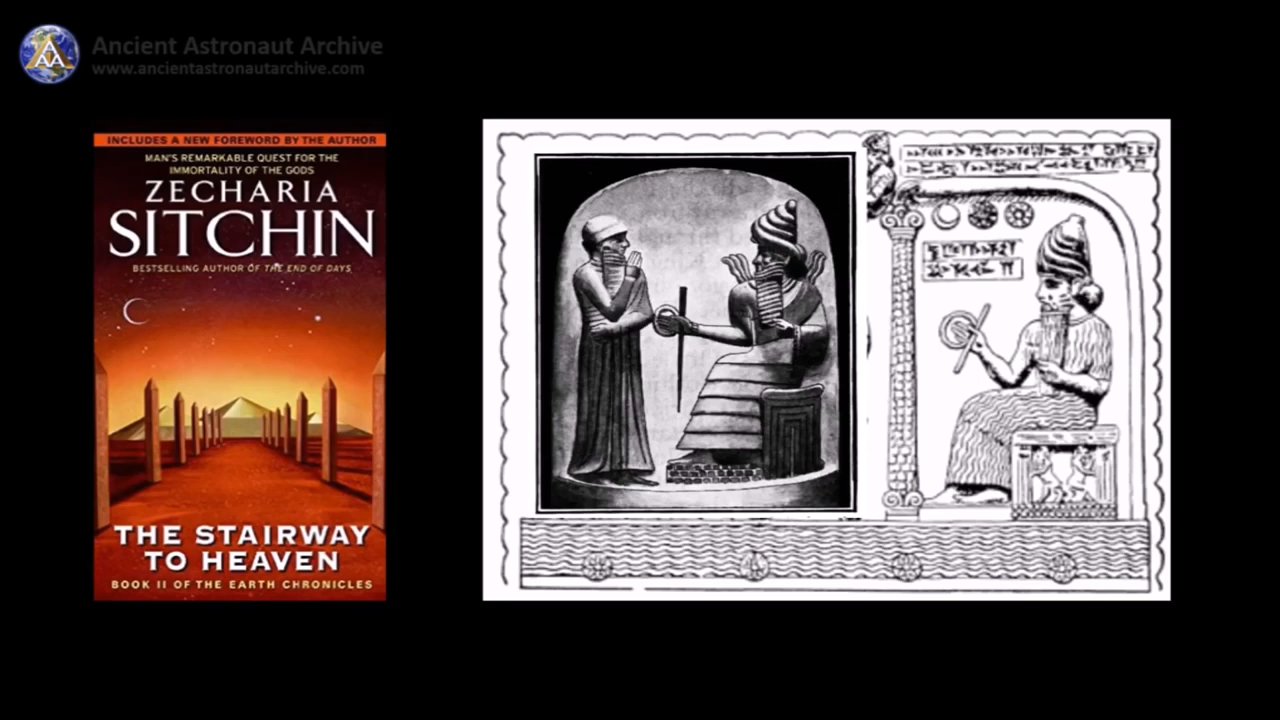 AAA
Ancient Astronaut Archive
www.ancientastronautarchive.com
INCLUDES A NEW FOREWORD BY THE AUTHOR
MAN'S REMARKABLE QUEST FOR THE
IMMORTALITY OF THE GODS
ZECHARIA
SITCHIN
BESTSELLING AUTHOR OF THE END OF DAYS
THE STAIRWAY
TO HEAVEN
BOOK II OF THE EARTH CHRONICLES